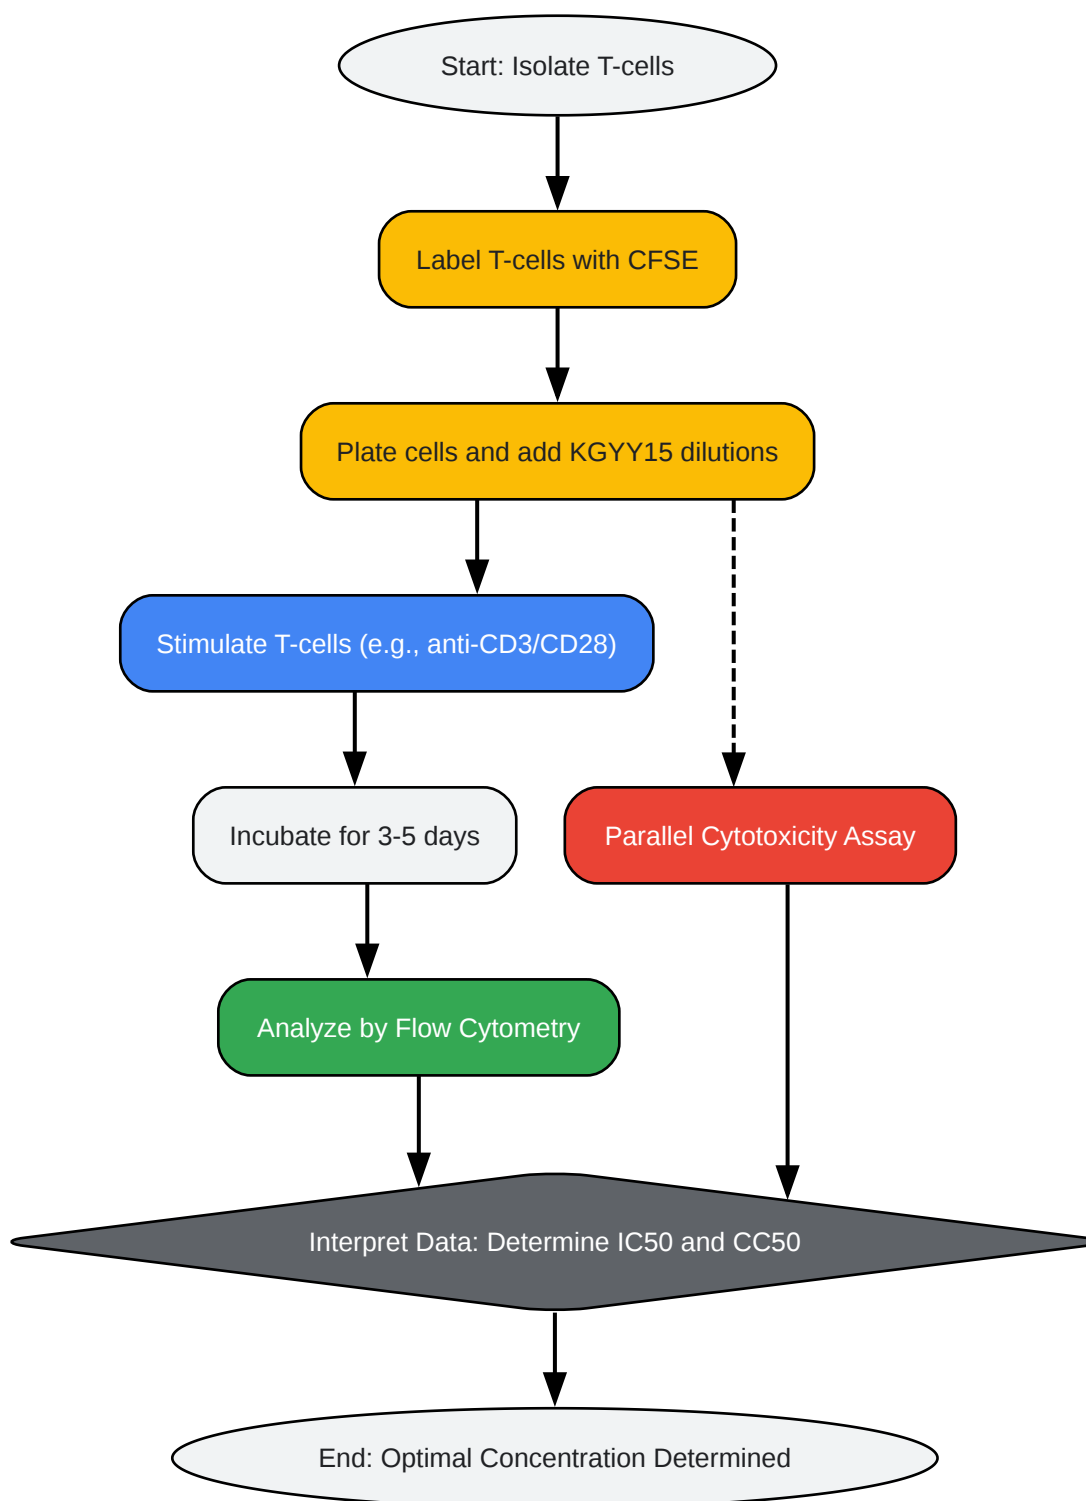 Start: Isolate T-cells
Label T-cells with CFSE
Plate cells and add KGYY15 dilutions
Stimulate T-cells (e.g., anti-CD3/CD28)
Incubate for 3-5 days
Parallel Cytotoxicity Assay
Analyze by Flow Cytometry
Interpret Data: Determine IC50 and CC50
End: Optimal Concentration Determined